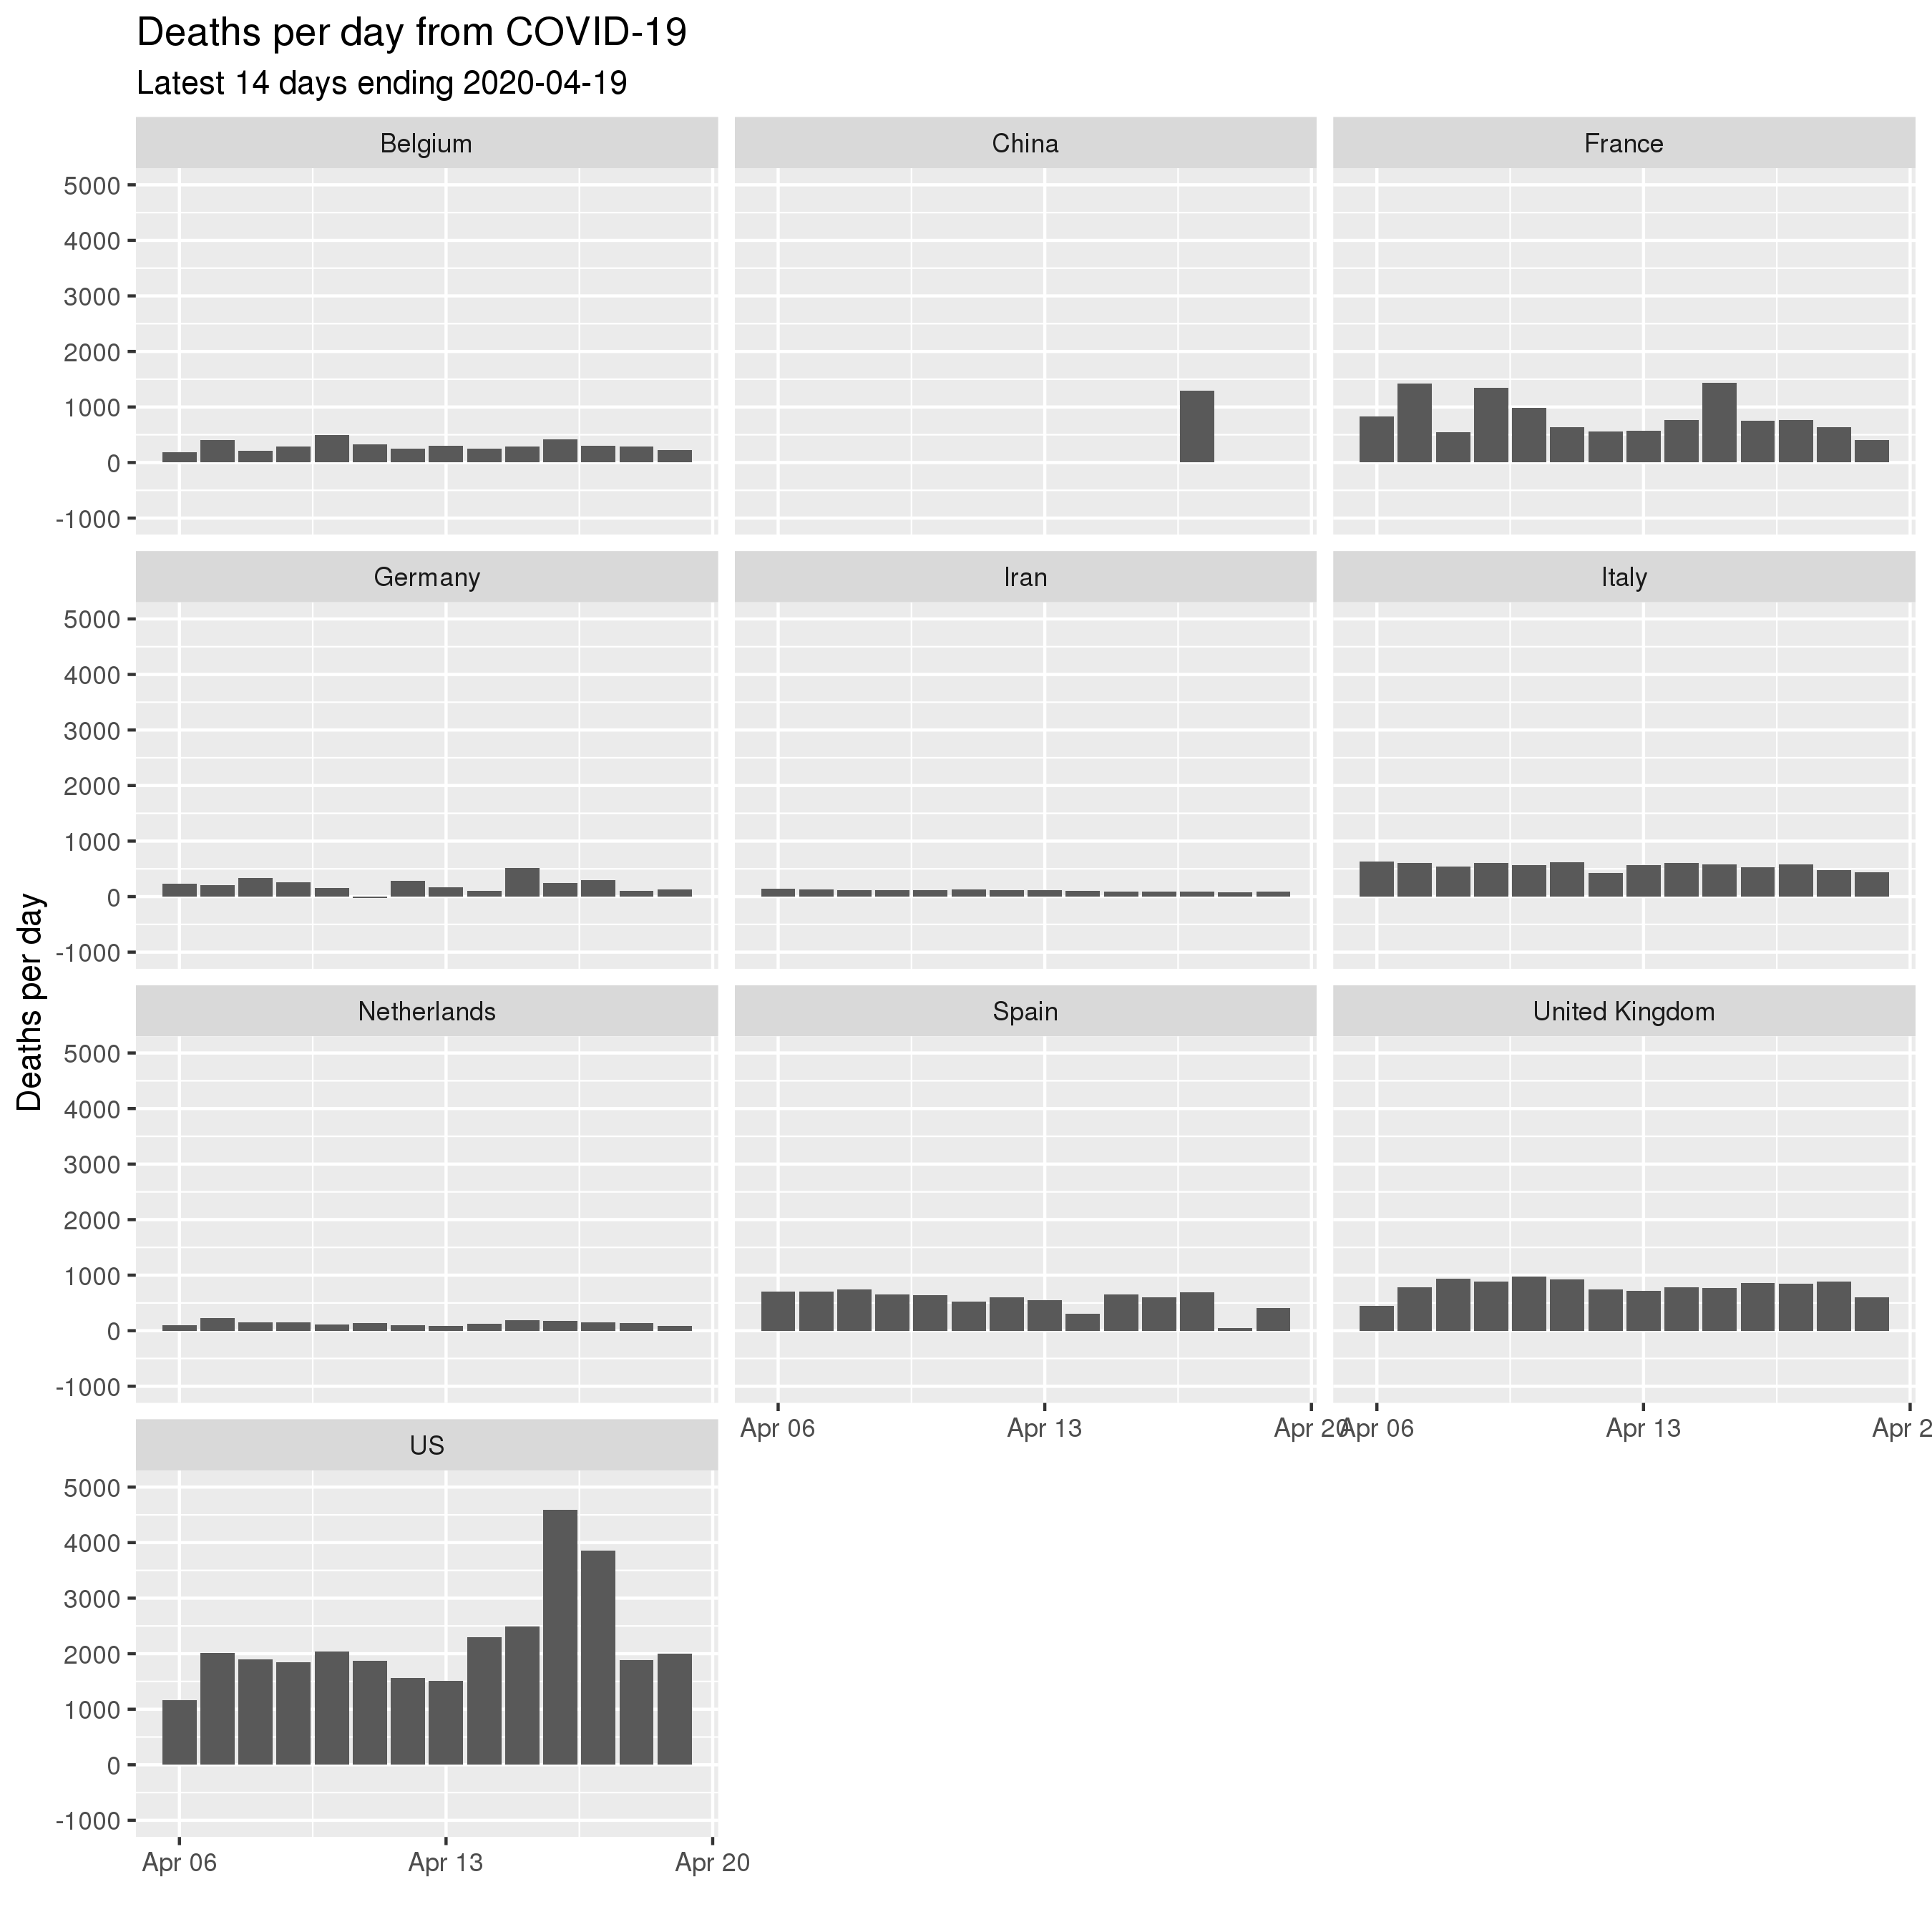 Deaths per day from COVID-19
Latest 14 days ending 2020-04-19
Belgium
China
France
5000
4000
3000
2000
1000
0
-1000
Germany
Iran
Italy
5000
4000
3000
2000
1000
0
-1000
Deaths per day
Netherlands
Spain
United Kingdom
5000
4000
3000
2000
1000
0
-1000
Apr 06
Apr 13
Apr 20
Apr 06
Apr 13
Apr 2
US
5000
4000
3000
2000
1000
0
-1000
Apr 06
Apr 13
Apr 20